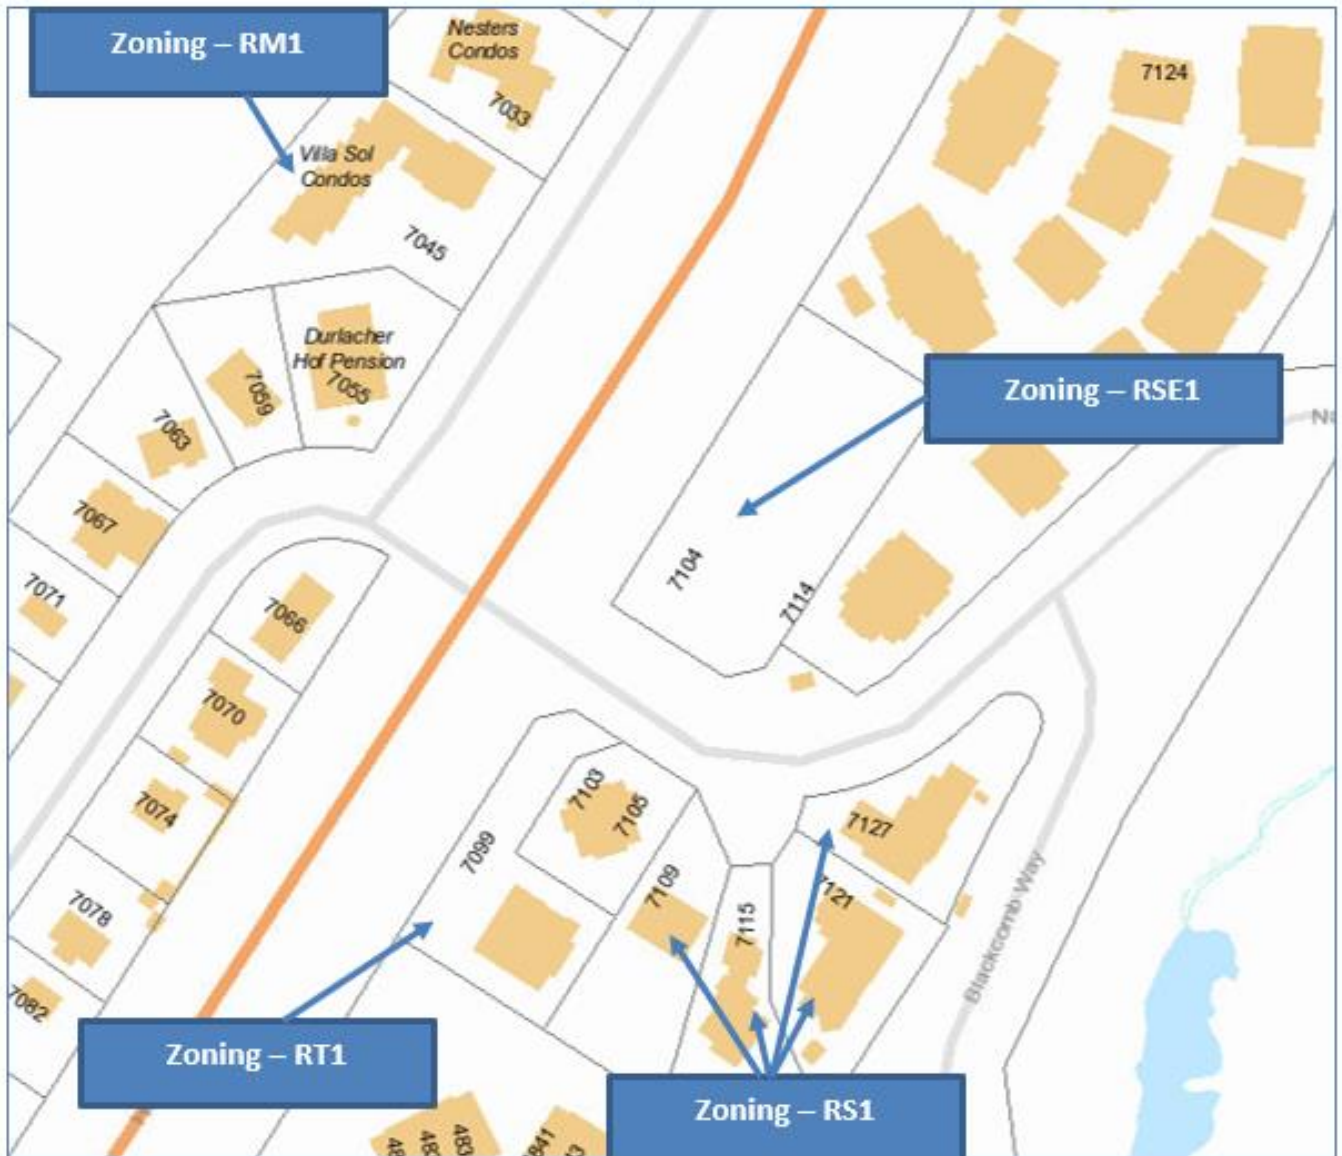 Zoning – RM1
Nesters
Condos
7033
7124
Villa Sol
Condos
7045
Durlacher
Hof Pension
7055
7059
7063
Zoning – RSE1
7067
7071
7104
7114
7066
7070
7074
7103
7105
7099
7127
7109
7121
7115
7078
Blackcomb Way
7082
Zoning – RT1
Zoning – RS1